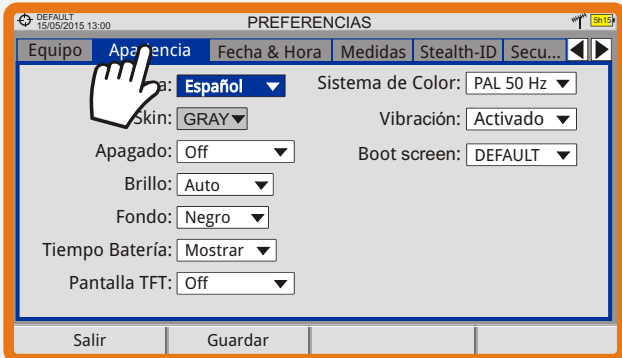 DEFAULT
15/05/2015 13:00
PREFERENCIAS
5h15
Equipo Apariencia Fecha & Hora Medidas Stealth-ID Secu...
a: Español
Sistema de Color: PAL 50 Hz
Skin: GRAY
Vibración: Activado
Apagado: Off
Boot screen: DEFAULT
Brillo: Auto
Fondo: Negro
Tiempo Batería: Mostrar
Pantalla TFT: Off
Salir Guardar